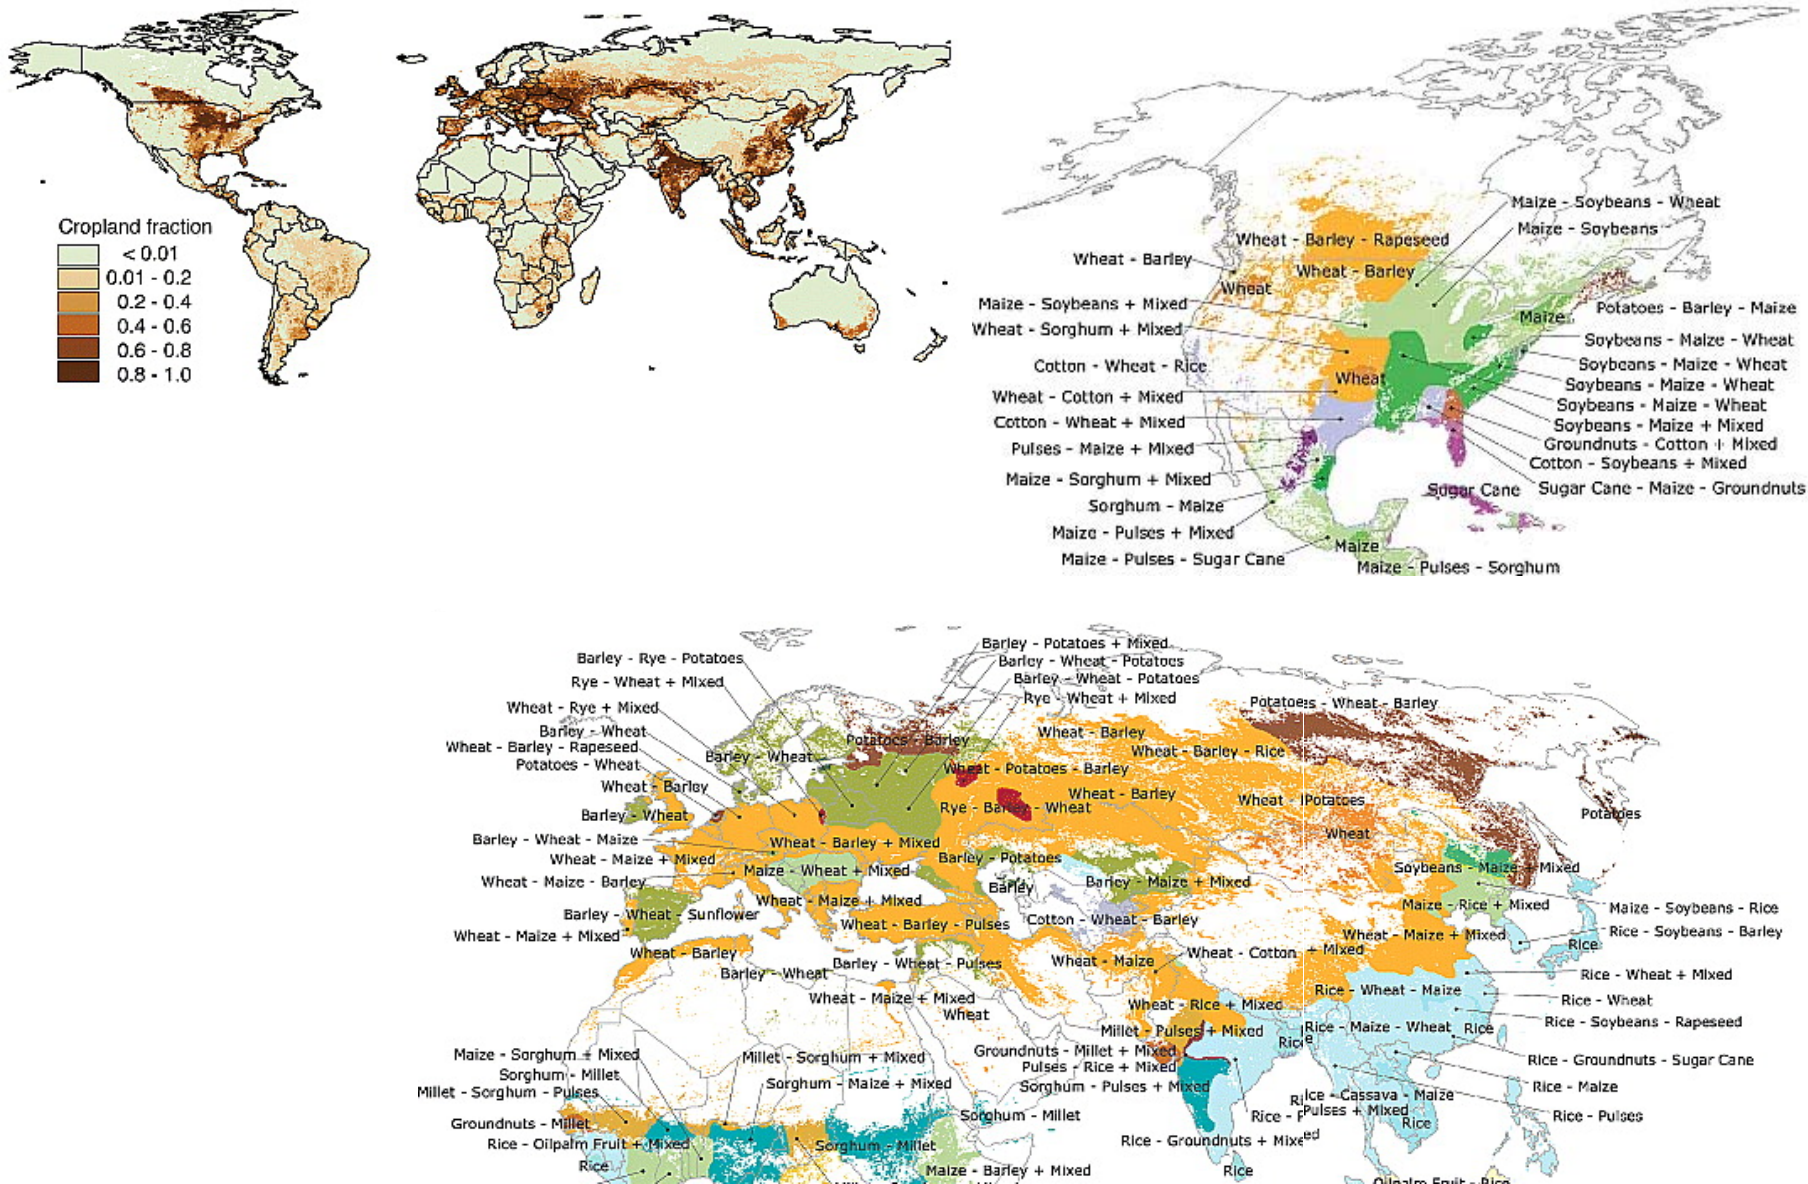 Cropland fraction
< 0.01
0.01 - 0.2
0.2 - 0.4
0.4 - 0.6
0.6 - 0.8
0.8 - 1.0
Maize - Soybeans - Wheat
Maize - Soybeans
Wheat - Barley - Rapeseed
Wheat - Barley
Wheat - Barley
Wheat
Maize - Soybeans + Mixed
Potatoes - Barley - Maize
Maize
Wheat - Sorghum + Mixed
Soybeans - Maize - Wheat
Cotton - Wheat - Rice
Soybeans - Maize - Wheat
Wheat
Soybeans - Maize - Wheat
Wheat - Cotton + Mixed
Soybeans - Maize - Wheat
Cotton - Wheat + Mixed
Soybeans - Maize + Mixed
Groundnuts - Cotton + Mixed
Pulses - Maize + Mixed
Cotton - Soybeans + Mixed
Maize - Sorghum + Mixed
Sugar Cane
Sugar Cane - Maize - Groundnuts
Sorghum - Maize
Maize - Pulses + Mixed
Maize
Maize - Pulses - Sugar Cane
Maize - Pulses - Sorghum
Barley - Potatoes + Mixed
Barley - Rye - Potatoes
Barley - Wheat - Potatoes
Barley - Wheat - Potatoes
Rye - Wheat + Mixed
Rye - Wheat + Mixed
Potatoes - Wheat - Barley
Wheat - Rye + Mixed
Barley - Wheat
Wheat - Barley
Potatoes - Barley
Wheat - Barley - Rapeseed
Wheat - Barley - Rice
Barley - Wheat
Potatoes - Wheat
Wheat - Potatoes - Barley
Wheat - Barley
Wheat - Barley
Wheat - Potatoes
Rye - Barley - Wheat
Barley - Wheat
Potatoes
Wheat
Barley - Wheat - Maize
Wheat - Barley + Mixed
Wheat - Maize + Mixed
Barley - Potatoes
Soybeans - Maize + Mixed
Maize - Wheat + Mixed
Wheat - Maize - Barley
Barley
Barley - Maize + Mixed
Wheat - Maize + Mixed
Maize - Rice + Mixed
Maize - Soybeans - Rice
Barley - Wheat - Sunflower
Wheat - Barley - Pulses
Cotton - Wheat - Barley
Rice - Soybeans - Barley
Wheat - Maize + Mixed
Wheat - Maize + Mixed
Rice
Wheat - Barley
Wheat - Cotton + Mixed
Wheat - Maize
Barley - Wheat
Barley - Wheat - Pulses
Rice - Wheat + Mixed
Rice - Wheat - Maize
Wheat - Maize + Mixed
Rice - Wheat
Wheat - Rice + Mixed
Wheat
Rice - Soybeans - Rapeseed
Millet - Pulses + Mixed
Rice - Maize - Wheat
Rice
Rice
Maize - Sorghum + Mixed
Millet - Sorghum + Mixed
Groundnuts - Millet + Mixed
Rice - Groundnuts - Sugar Cane
Pulses - Rice + Mixed
Sorghum - Millet
Sorghum - Maize + Mixed
Sorghum - Pulses + Mixed
Rice - Maize
Millet - Sorghum - Pulses
Rice - Cassava - Maize
Pulses + Mixed
Sorghum - Millet
Rice - Pulses
Groundnuts - Millet
Rice
Rice - Oilpalm Fruit + Mixed
Sorghum - Millet
Rice - Groundnuts + Mixed
Rice
Maize - Barley + Mixed
Rice